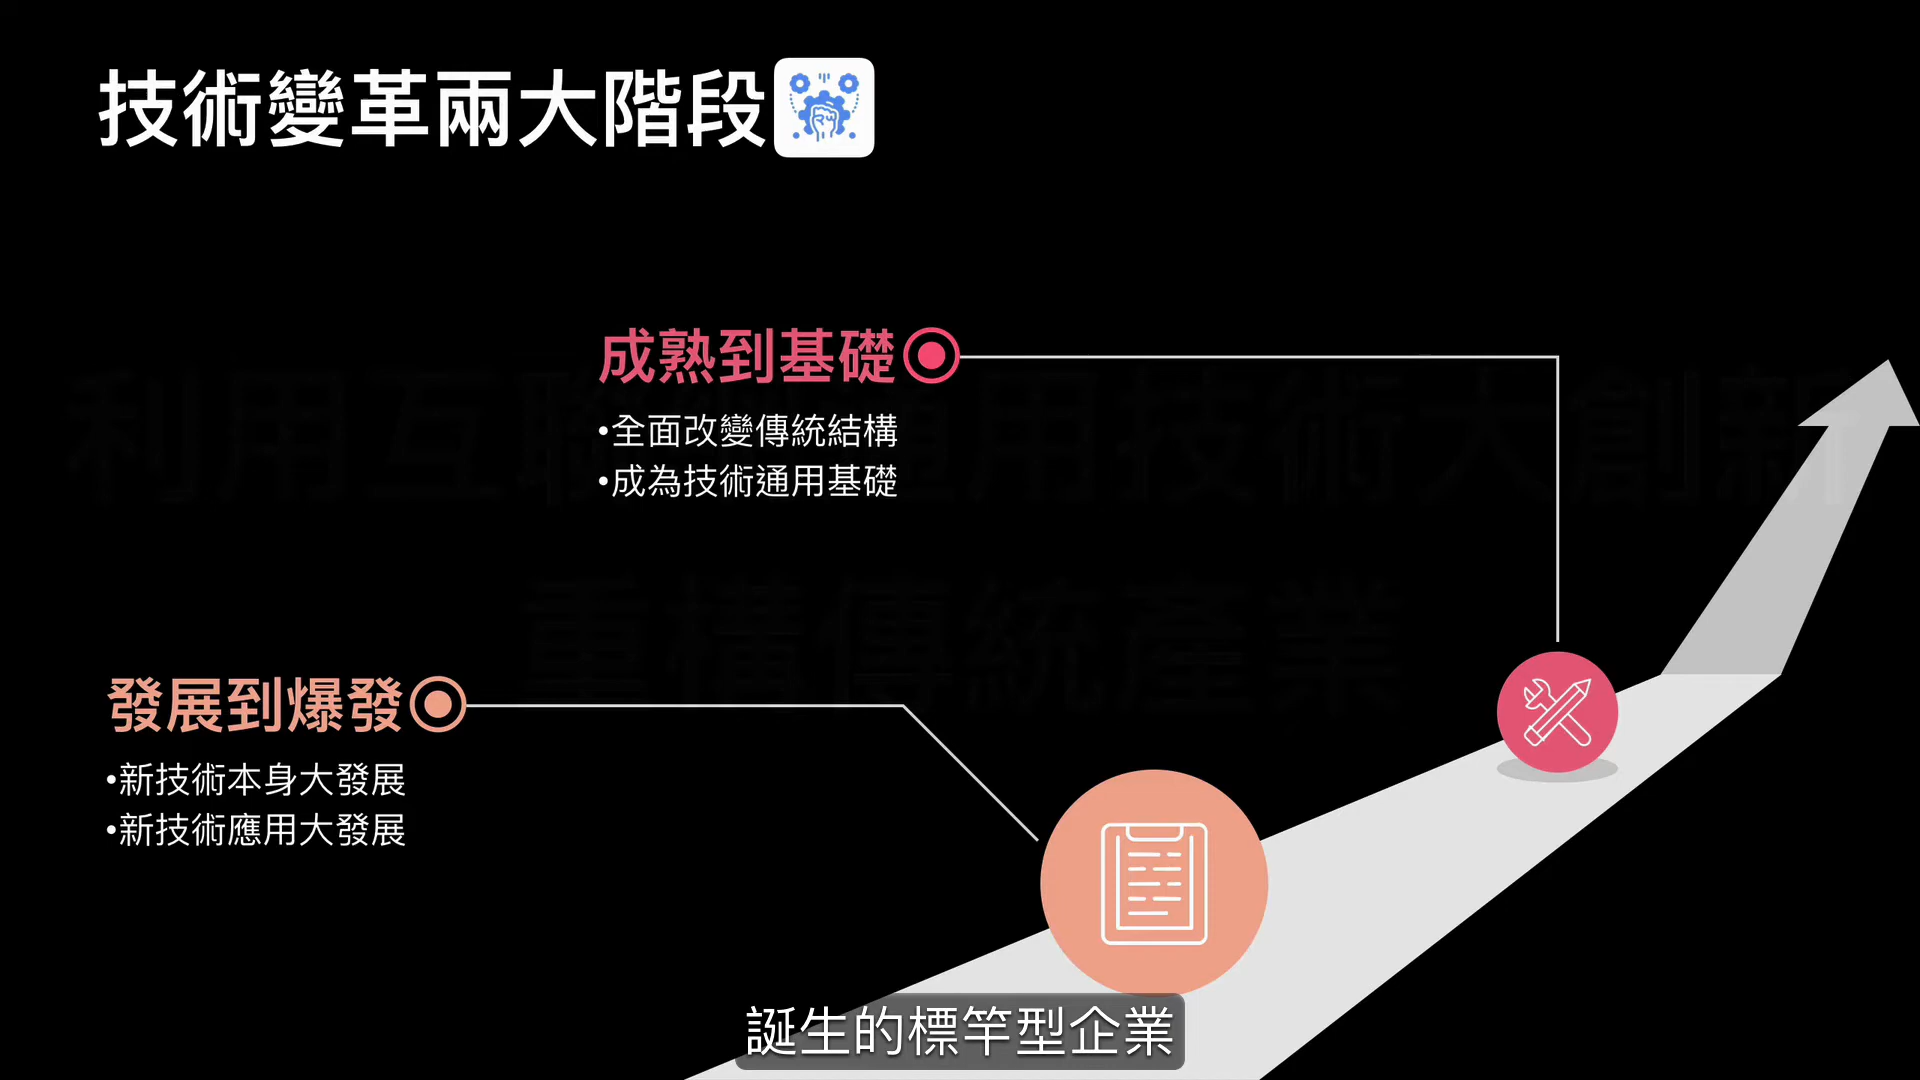 技術變革兩大階段
成熟到基礎
•全面改變傳統結構
•成為技術通用基礎
發展到爆發
•新技術本身大發展
•新技術應用大發展
誕生的標竿型企業